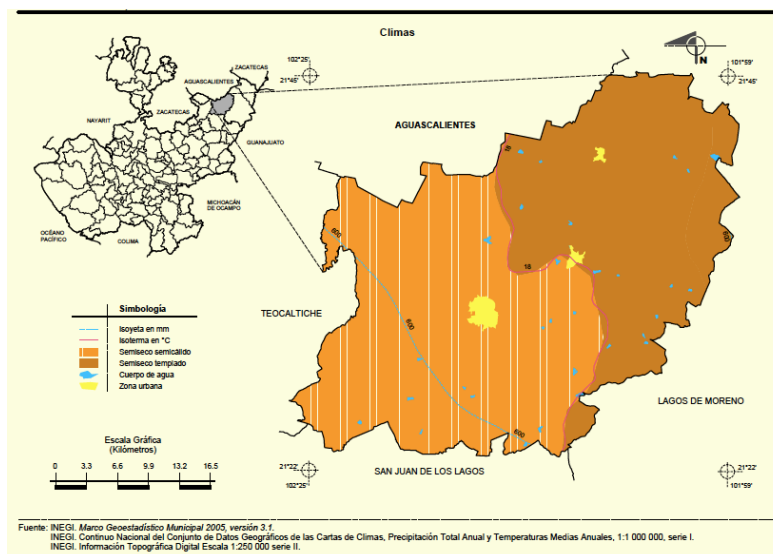 Climas
102°25'
21°45'
N
101°59'
21°45'
ZACATECAS
AGUASCALIENTES
ZACATECAS
NAYARIT
GUANAJUATO
MICHOACÁN
DE OCAMPO
OCÉANO
PACÍFICO
COLIMA
AGUASCALIENTES
18
600
600
18
TEOCALTICHE
600
600
LAGOS DE MORENO
SAN JUAN DE LOS LAGOS
21°22'
102°25'
21°22'
101°59'
Simbología
Isoyeta en mm
Isoterma en °C
Semiseco semicálido
Semiseco templado
Cuerpo de agua
Zona urbana
Escala Gráfica
(Kilómetros)
0 3.3 6.6 9.9 13.2 16.5
Fuente: INEGI. Marco Geoestadístico Municipal 2005, versión 3.1.
INEGI. Continuo Nacional del Conjunto de Datos Geográficos de las Cartas de Climas, Precipitación Total Anual y Temperaturas Medias Anuales, 1:1 000 000, serie I.
INEGI. Información Topográfica Digital Escala 1:250 000 serie II.